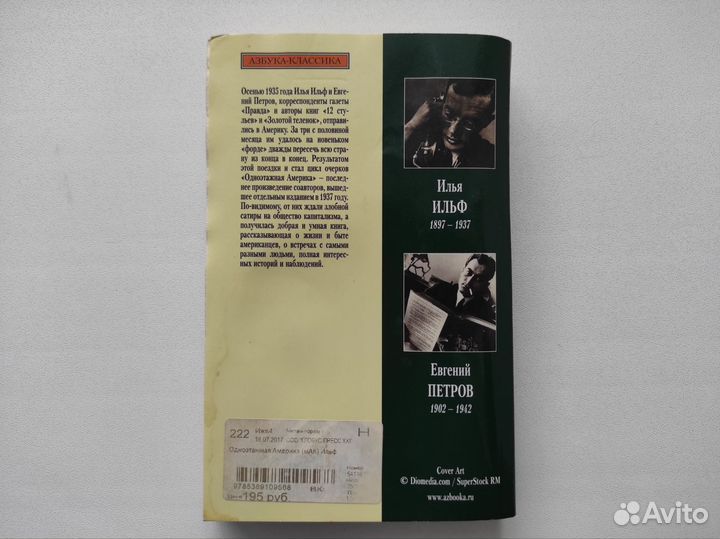 АЗБУКА-КЛАССИКА
Осенью 1935 года Илья Ильф и Евге-
ний Петров, корреспонденты газеты
«Правда» и авторы книг «12 сту-
льев» и «Золотой теленок», отправи-
лись в Америку. За три с половиной
месяца им удалось на новеньком
«форде» дважды пересечь всю стра-
ну из конца в конец. Результатом
этой поездки и стал цикл очерков
«Одноэтажная Америка» – послед-
нее произведение соавторов, вышед-
шее отдельным изданием в 1937 году.
По-видимому, от них ждали злобной
сатиры на общество капитализма, а
получилась добрая и умная книга,
рассказывающая о жизни и быте
американцев, о встречах с самыми
разными людьми, полная интерес-
ных историй и наблюдений.
Илья
ИЛЬФ
1897 – 1937
Евгений
ПЕТРОВ
1902 – 1942
Cover Art
© Diomedia.com / SuperStock RM
www.azbooka.ru
222
Н
Одноэтажная Америка (мАк) Ильф
9785389109568
195 руб.
Avito